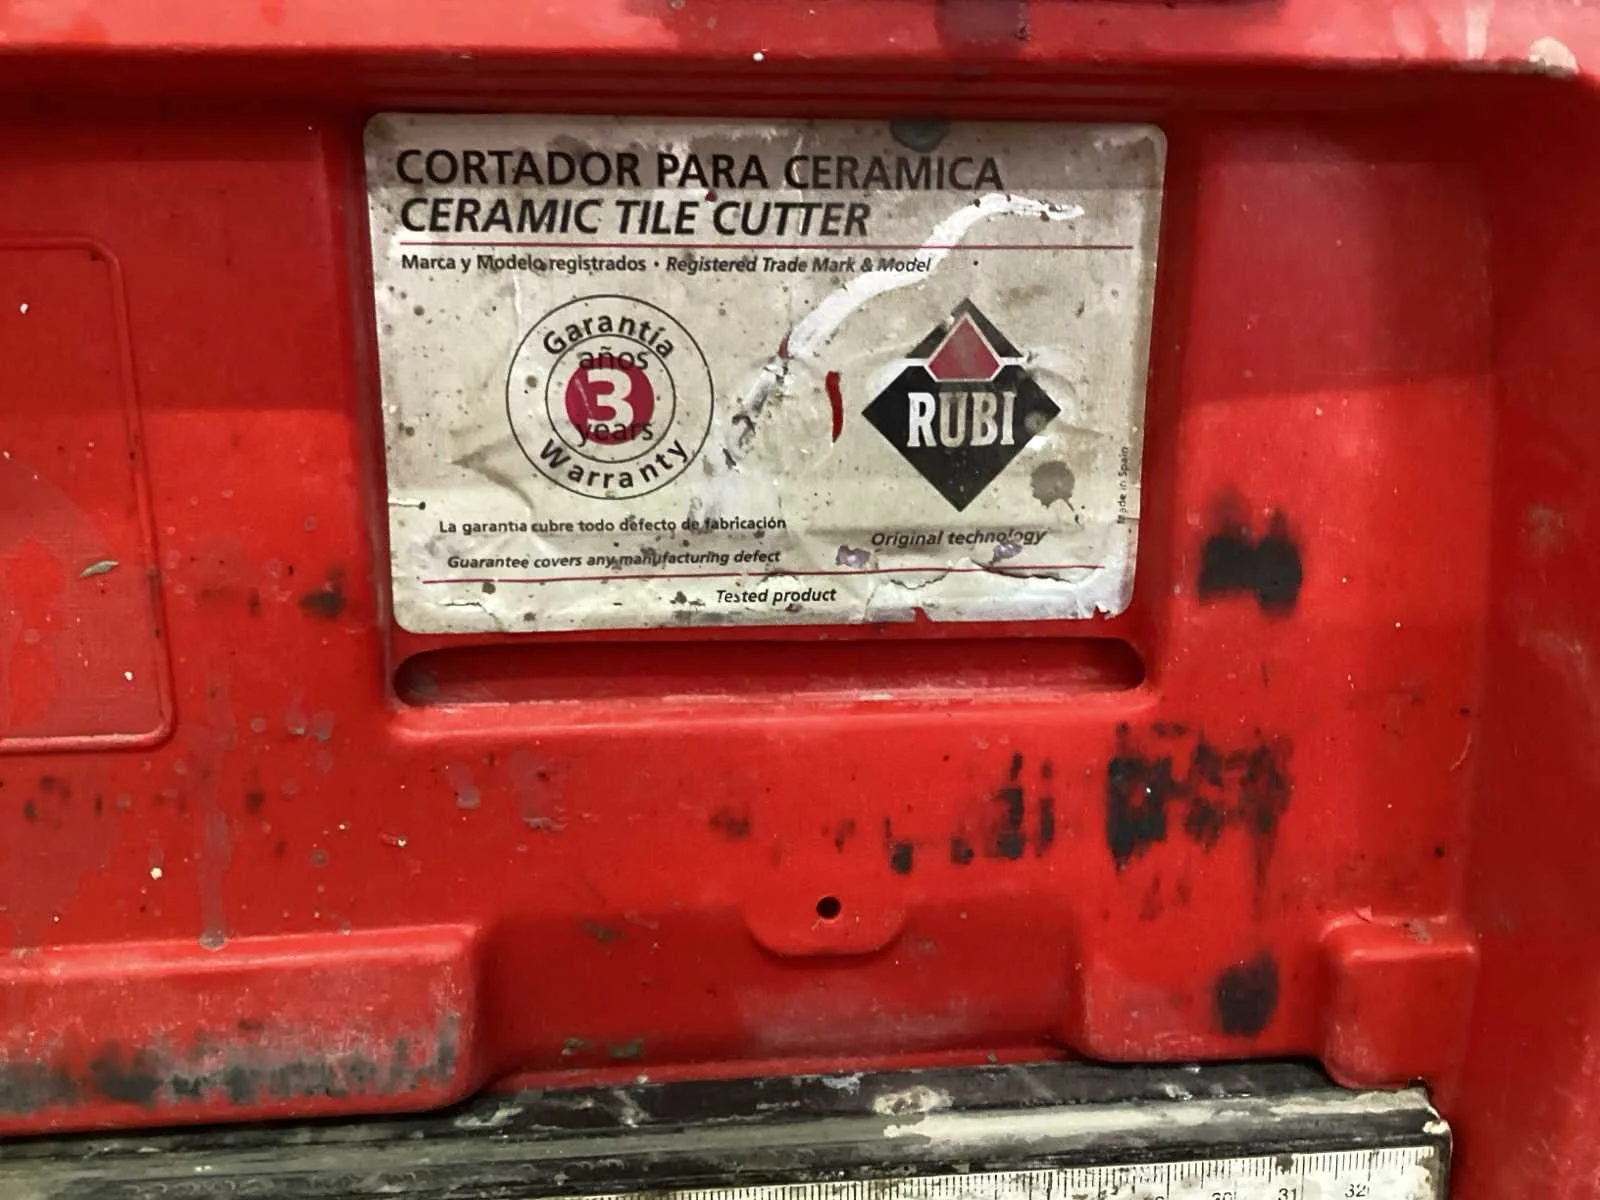 CORTADOR PARA CERAMICA
CERAMIC TILE CUTTER
Marca y Modelo registrados • Registered Trade Mark & Model
Garantía
años
3
years
Warranty
RUBI
Made in Spain
La garantia cubre todo defecto de fabricación
Original technology
Guarantee covers any manufacturing defect
Tested product
31 32